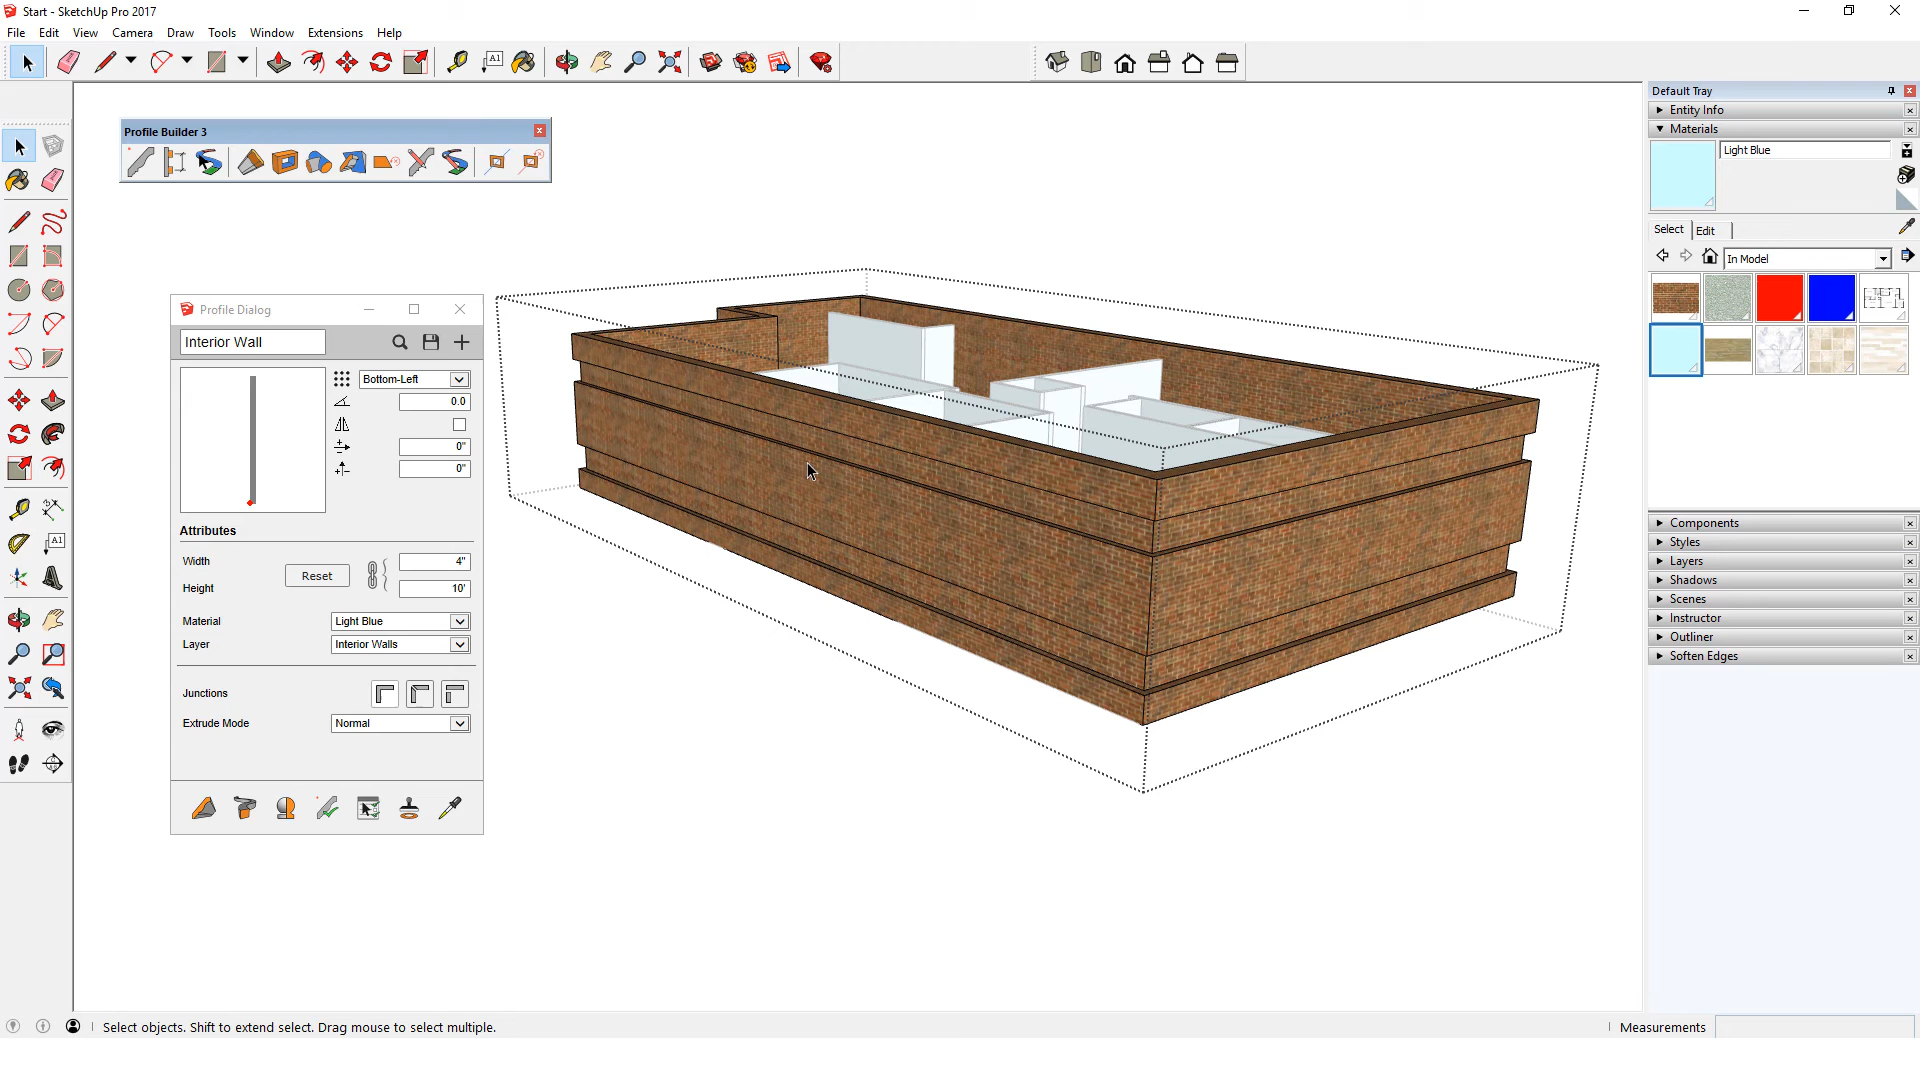 Start - SketchUp Pro 2017
File Edit View Camera Draw Tools Window Extensions Help
A1
Default Tray
Entity Info
Materials
Profile Builder 3
Light Blue
Select Edit
In Model
Profile Dialog
Interior Wall
Bottom-Left
0.0
0"
0"
Attributes
Width 4"
Reset
Height 10'
Material Light Blue
Layer Interior Walls
Junctions
Extrude Mode Normal
A1
Components
Styles
Layers
Shadows
Scenes
Instructor
Outliner
Soften Edges
Select objects. Shift to extend select. Drag mouse to select multiple.
Measurements